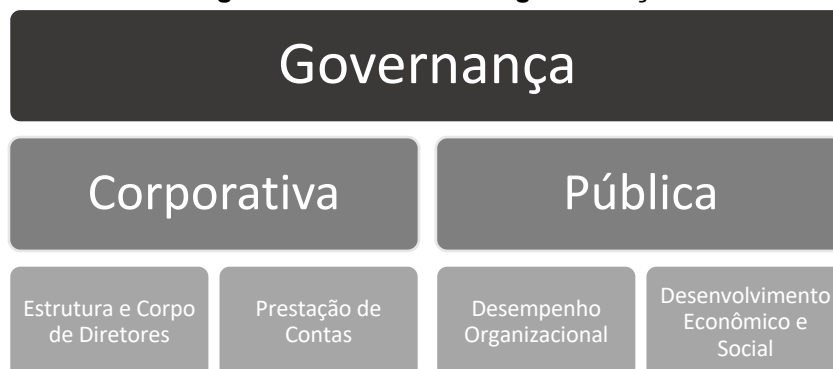 Governança
Corporativa
Pública
Estrutura e Corpo
de Diretores
Prestação de
Contas
Desempenho
Organizacional
Desenvolvimento
Econômico e
Social